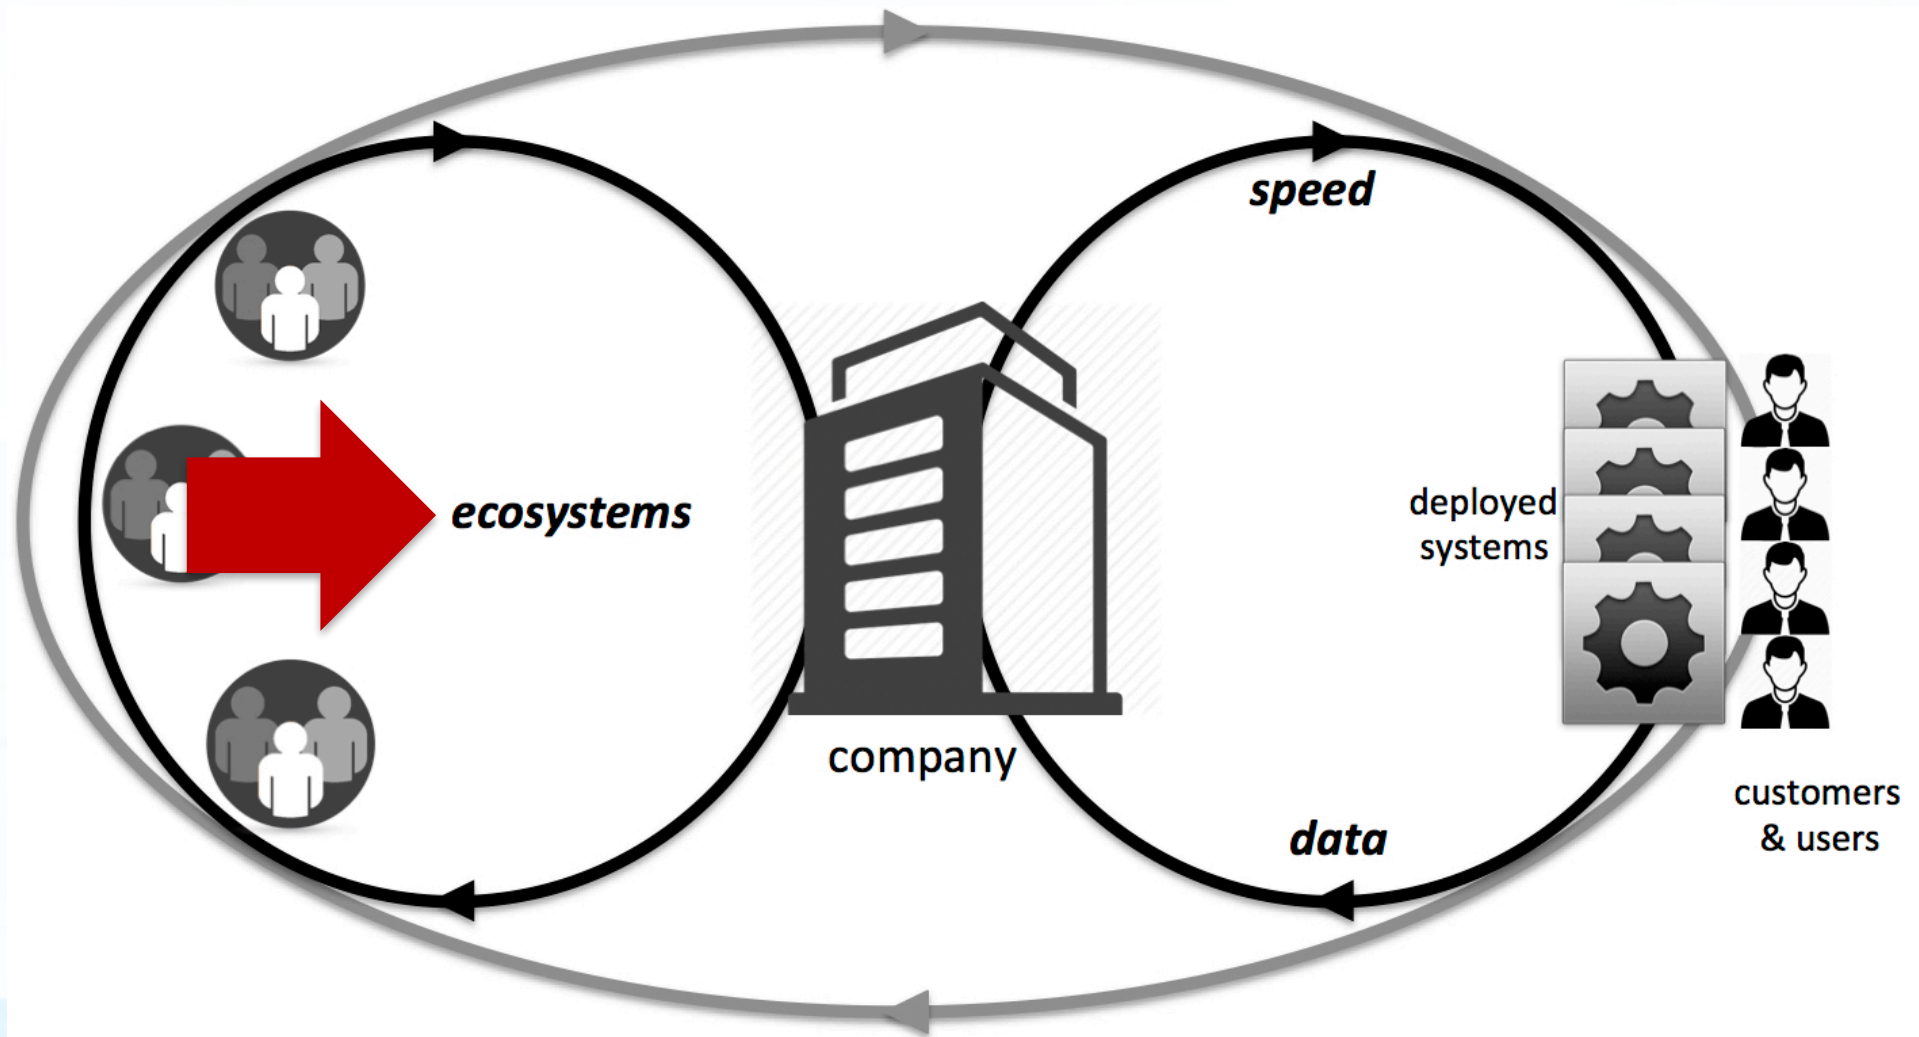 speed
ecosystems
deployed
systems
company
data
customers
& users